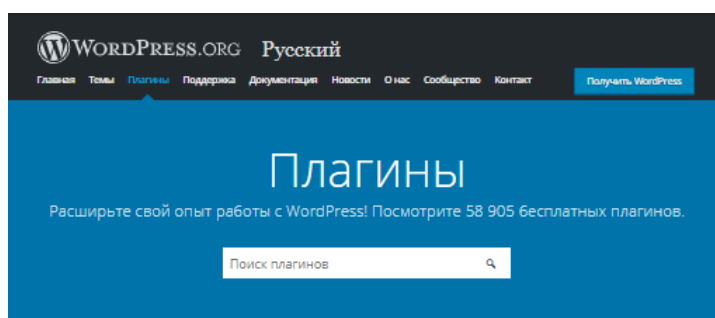 WORDPRESS.ORG Русский
Главная Темы Плагины Поддержка Документация Новости О нас Сообщество Контакт Получить WordPress
Плагины
Расширьте свой опыт работы с WordPress! Посмотрите 58 905 бесплатных плагинов.
Поиск плагинов